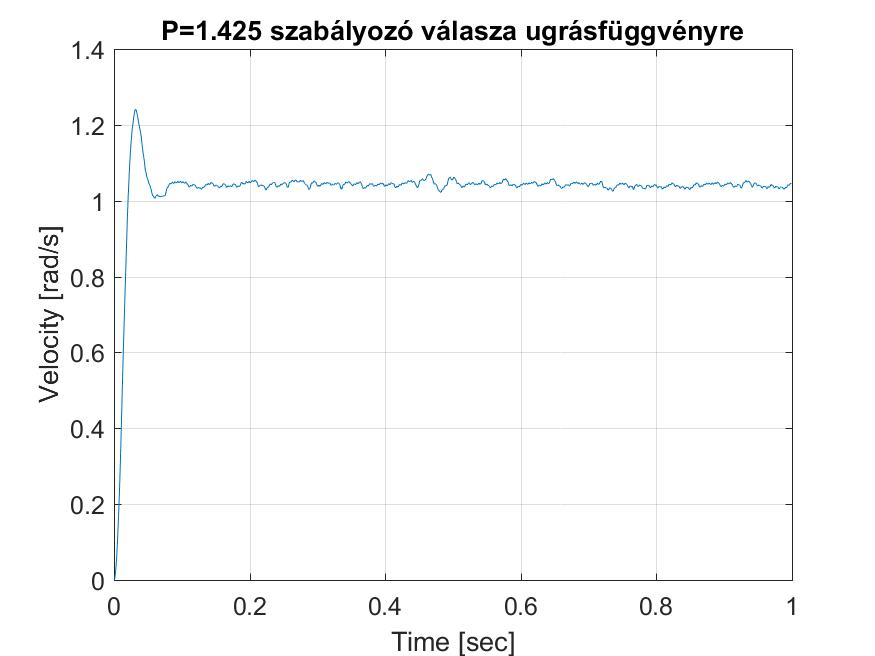 P=1.425 szabályozó válasza ugrásfüggvényre
1.4
1.2
1
0.8
0.6
0.4
0.2
0
Velocity [rad/s]
0 0.2 0.4 0.6 0.8 1
Time [sec]